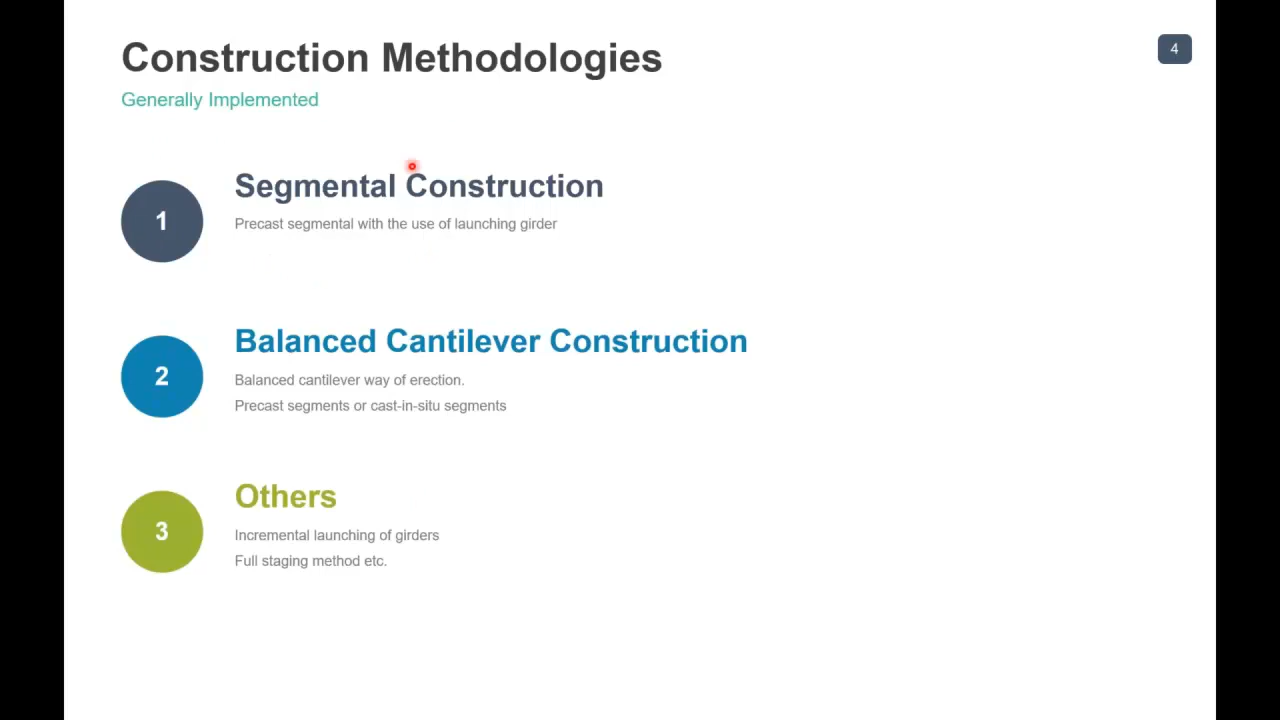 Construction Methodologies
4
Generally Implemented
Segmental Construction
1
Precast segmental with the use of launching girder
Balanced Cantilever Construction
2
Balanced cantilever way of erection.
Precast segments or cast-in-situ segments
Others
3
Incremental launching of girders
Full staging method etc.